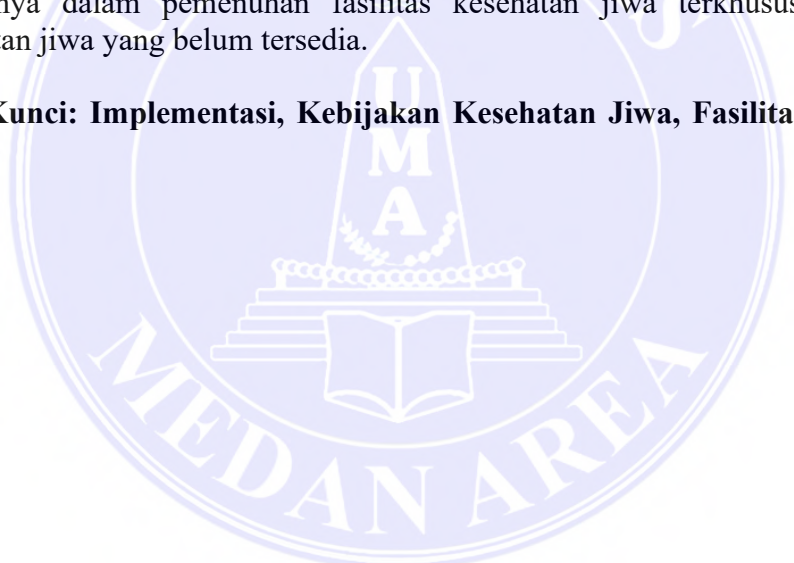 nya dalam pemenuhan fasilitas kesehatan jiwa terkhusus
tan jiwa yang belum tersedia.
Kunci: Implementasi, Kebijakan Kesehatan Jiwa, Fasilita
U
M
A
MEDAN AREA